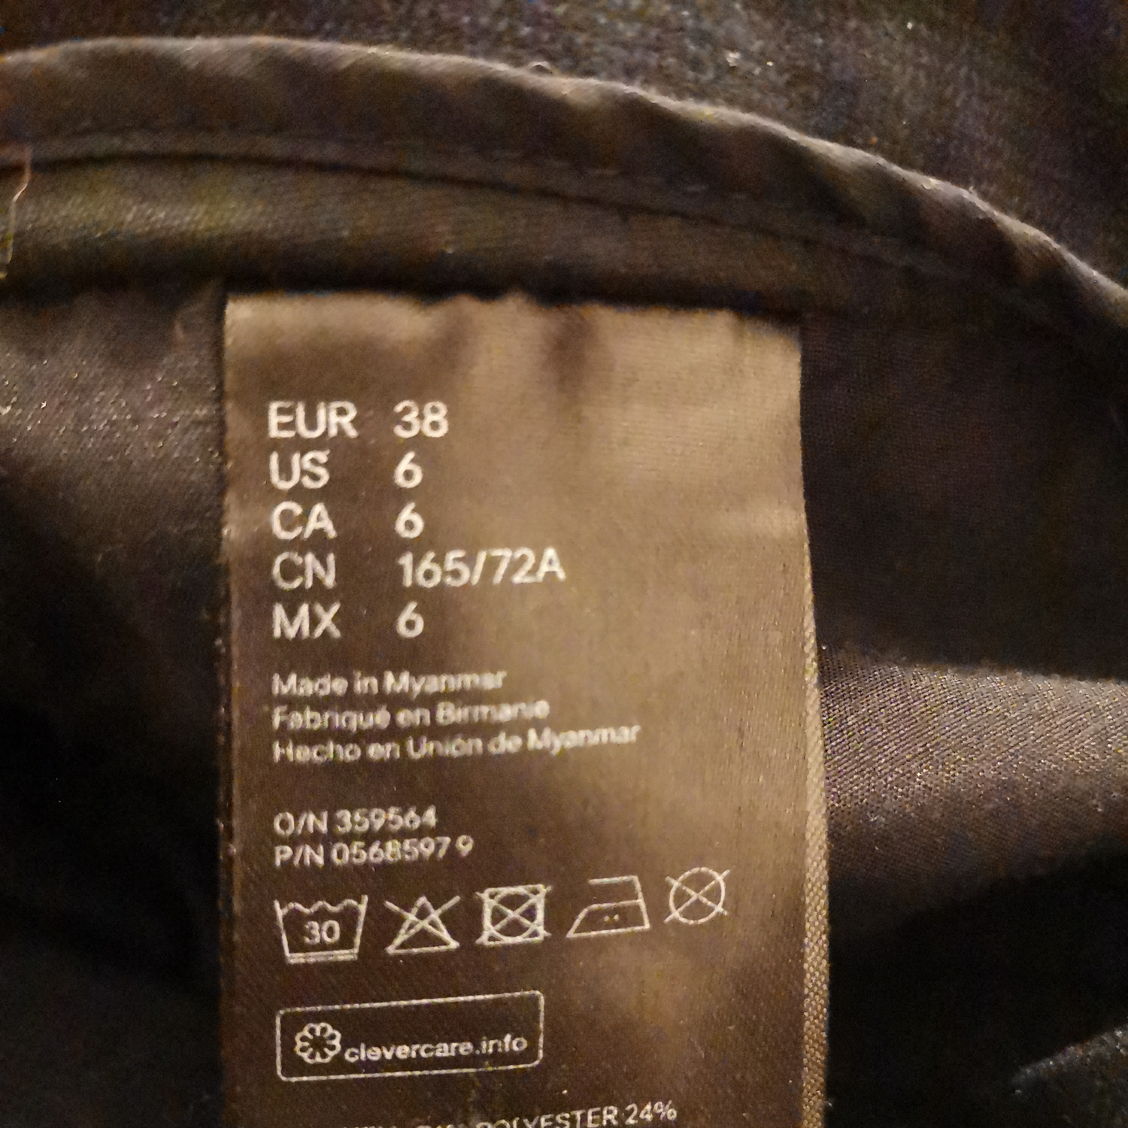 EUR 38
US 6
CA 6
CN 165/72A
MX 6
Made in Myanmar
Fabriqué en Birmanie
Hecho en Unión de Myanmar
O/N 359564
P/N 0568597 9
30
clevercare.info
POLYESTER 24%